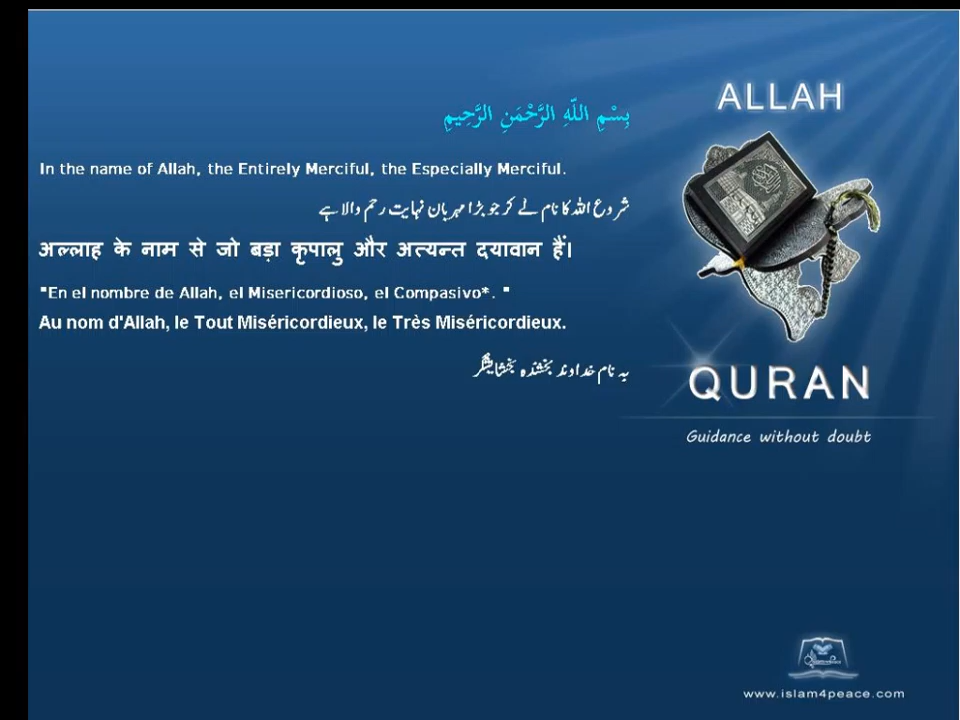 بِسْمِ اللَّهِ الرَّحْمَنِ الرَّحِيمِ
In the name of Allah, the Entirely Merciful, the Especially Merciful.
شروع الله کا نام لے کر جو بڑا مہربان نہایت رحم والا ہے
अल्लाह के नाम से जो बड़ा कृपालु और अत्यन्त दयावान हैं।
"En el nombre de Allah, el Misericordioso, el Compasivo*. "
Au nom d'Allah, le Tout Miséricordieux, le Très Miséricordieux.
به نام خداوند بخشنده بخشایشگر
ALLAH
QURAN
Guidance without doubt
www.islam4peace.com